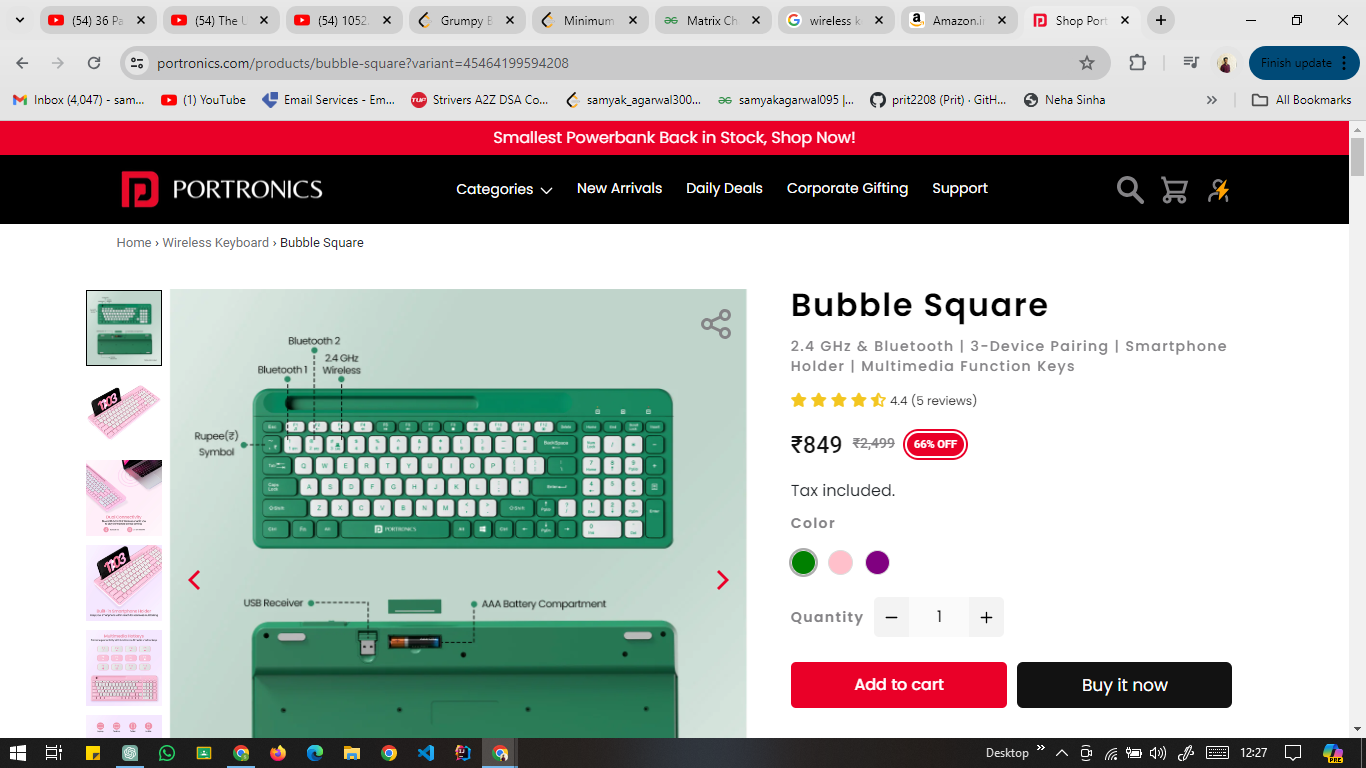 (54) 36 Pa
(54) The U
(54) 1052.
Grumpy B
Minimum
Matrix Ch
wireless k
Amazon.i
Shop Port
portronics.com/products/bubble-square?variant=45464199594208
Finish update
Inbox (4,047) - sam...
(1) YouTube
Email Services - Em...
Strivers A2Z DSA Co...
samyak_agarwal300...
samyakagarwal095 |...
prit2208 (Prit) · GitH...
Neha Sinha
All Bookmarks
Smallest Powerbank Back in Stock, Shop Now!
PORTRONICS
Categories
New Arrivals
Daily Deals
Corporate Gifting
Support
Home › Wireless Keyboard › Bubble Square
Bluetooth 2
2.4 GHz
Wireless
Bluetooth 1
Rupee(₹)
Symbol
PORTRONICS
USB Receiver
AAA Battery Compartment
Bubble Square
2.4 GHz & Bluetooth | 3-Device Pairing | Smartphone
Holder | Multimedia Function Keys
4.4 (5 reviews)
₹849 ₹2,499 66% OFF
Tax included.
Color
Quantity
1
Add to cart
Buy it now
Desktop
12:27